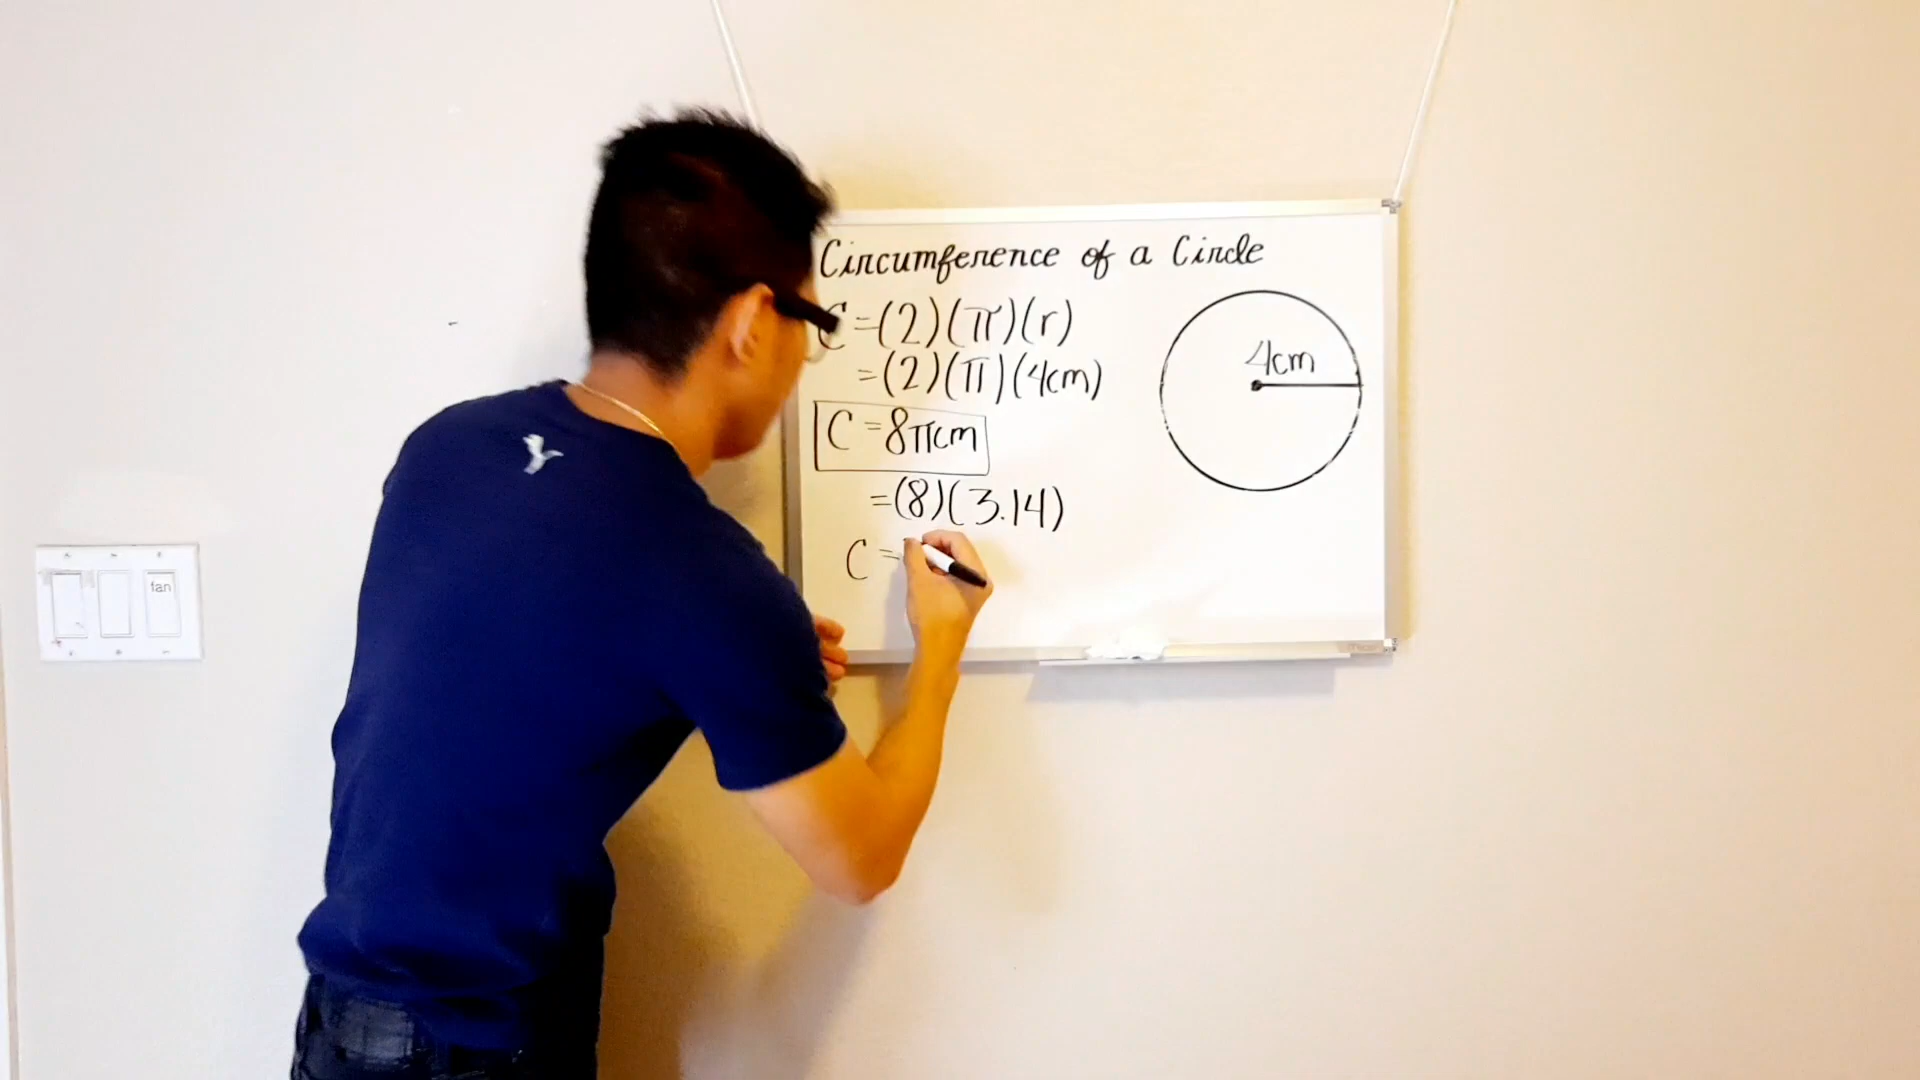 Circumference of a Circle
C = (2)(π)(r)
= (2)(π)(4cm)
C = 8πcm
= (8)(3.14)
C =
4cm
fan